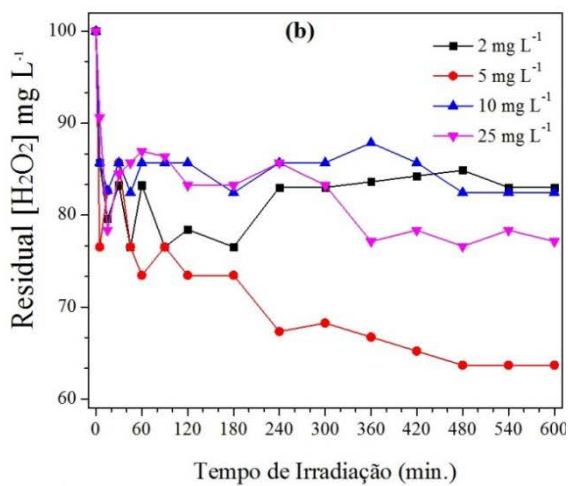 (b)
2 mg L⁻¹
5 mg L⁻¹
10 mg L⁻¹
25 mg L⁻¹
Residual [H₂O₂] mg L⁻¹
100
90
80
70
60
0 60 120 180 240 300 360 420 480 540 600
Tempo de Irradiação (min.)